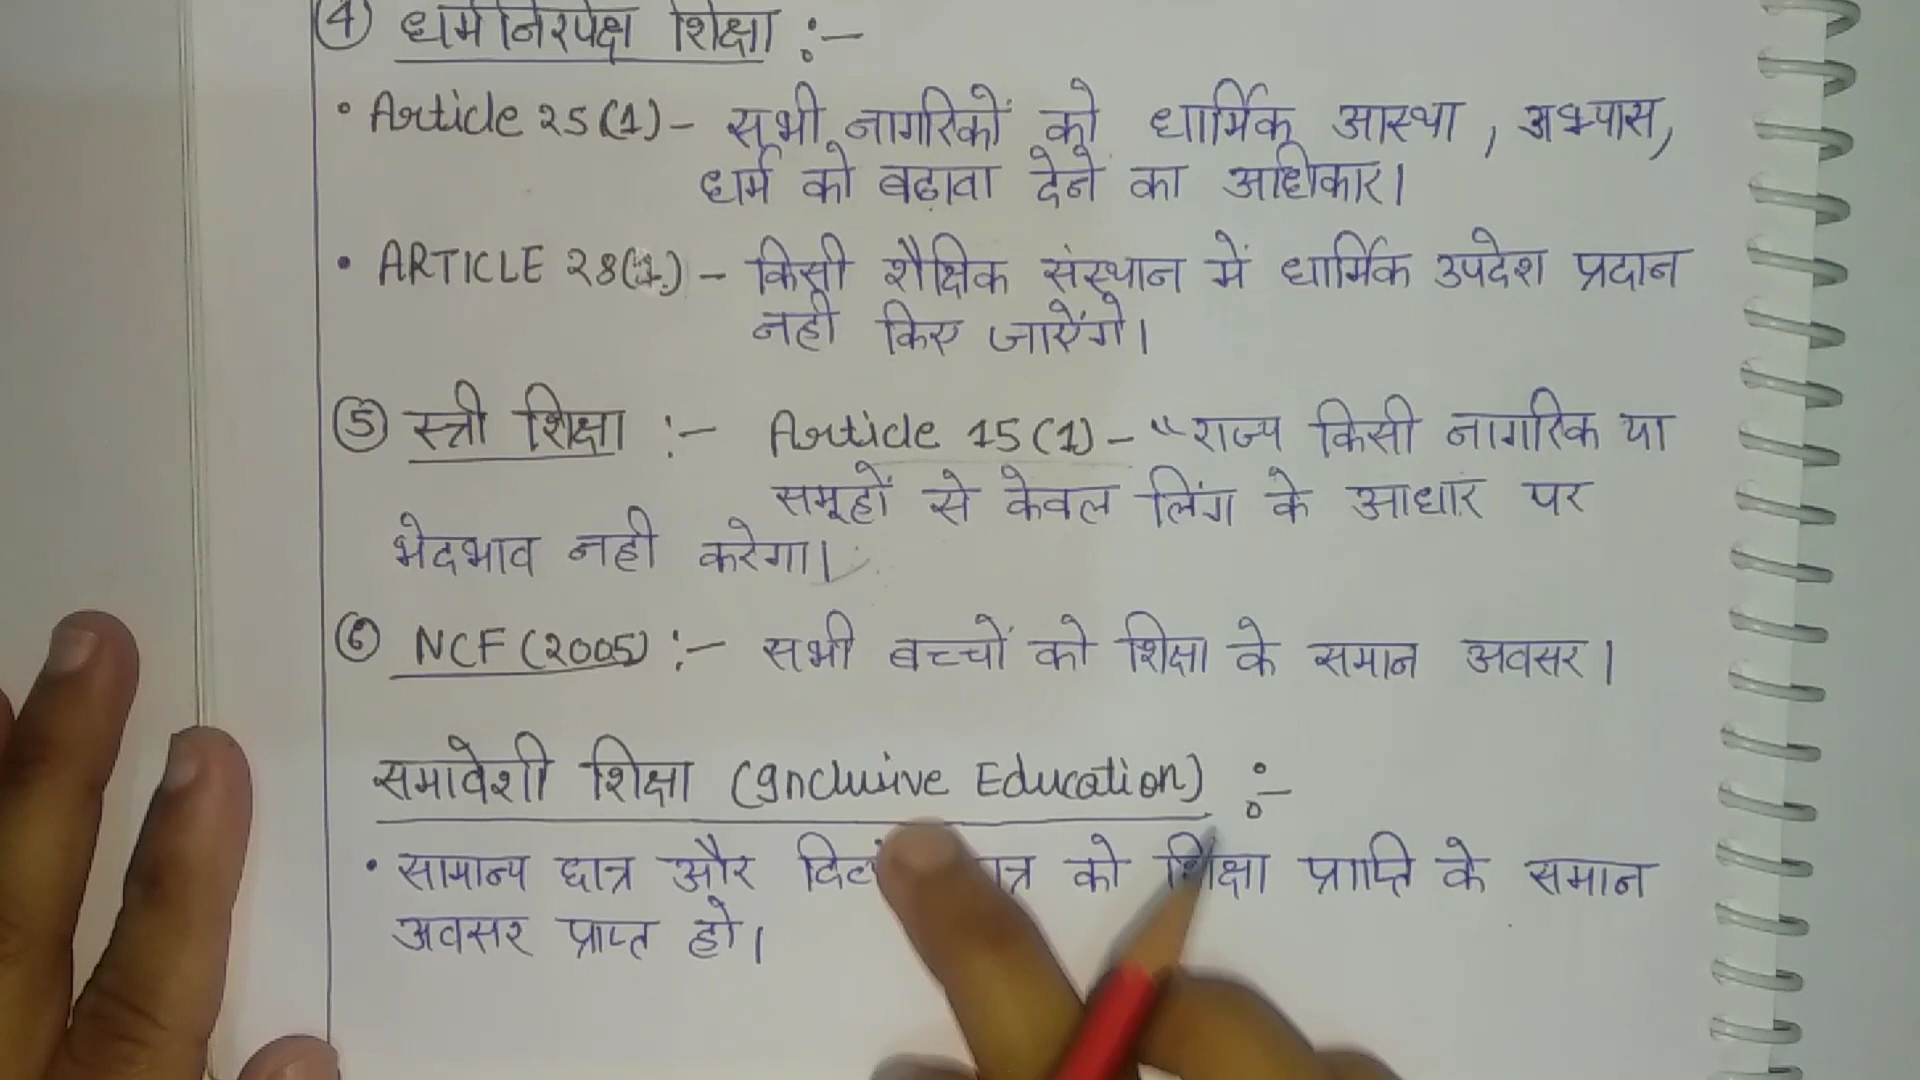 ④ धर्मनिरपेक्ष शिक्षा :-
• Article 25(1) - सभी नागरिकों को धार्मिक आस्था, अभ्यास,
धर्म को बढ़ावा देने का अधिकार।
• ARTICLE 28(1) - किसी शैक्षिक संस्थान में धार्मिक उपदेश प्रदान
नही किए जाऐंगे।
⑤ स्त्री शिक्षा :- Article 15(1) - "राज्य किसी नागरिक या
समूहों से केवल लिंग के आधार पर
भेदभाव नही करेगा।
⑥ NCF (2005) :- सभी बच्चों को शिक्षा के समान अवसर।
समावेशी शिक्षा (Inclusive Education) :-
• सामान्य छात्र और को शिक्षा प्राप्ति के समान
अवसर प्राप्त हो।